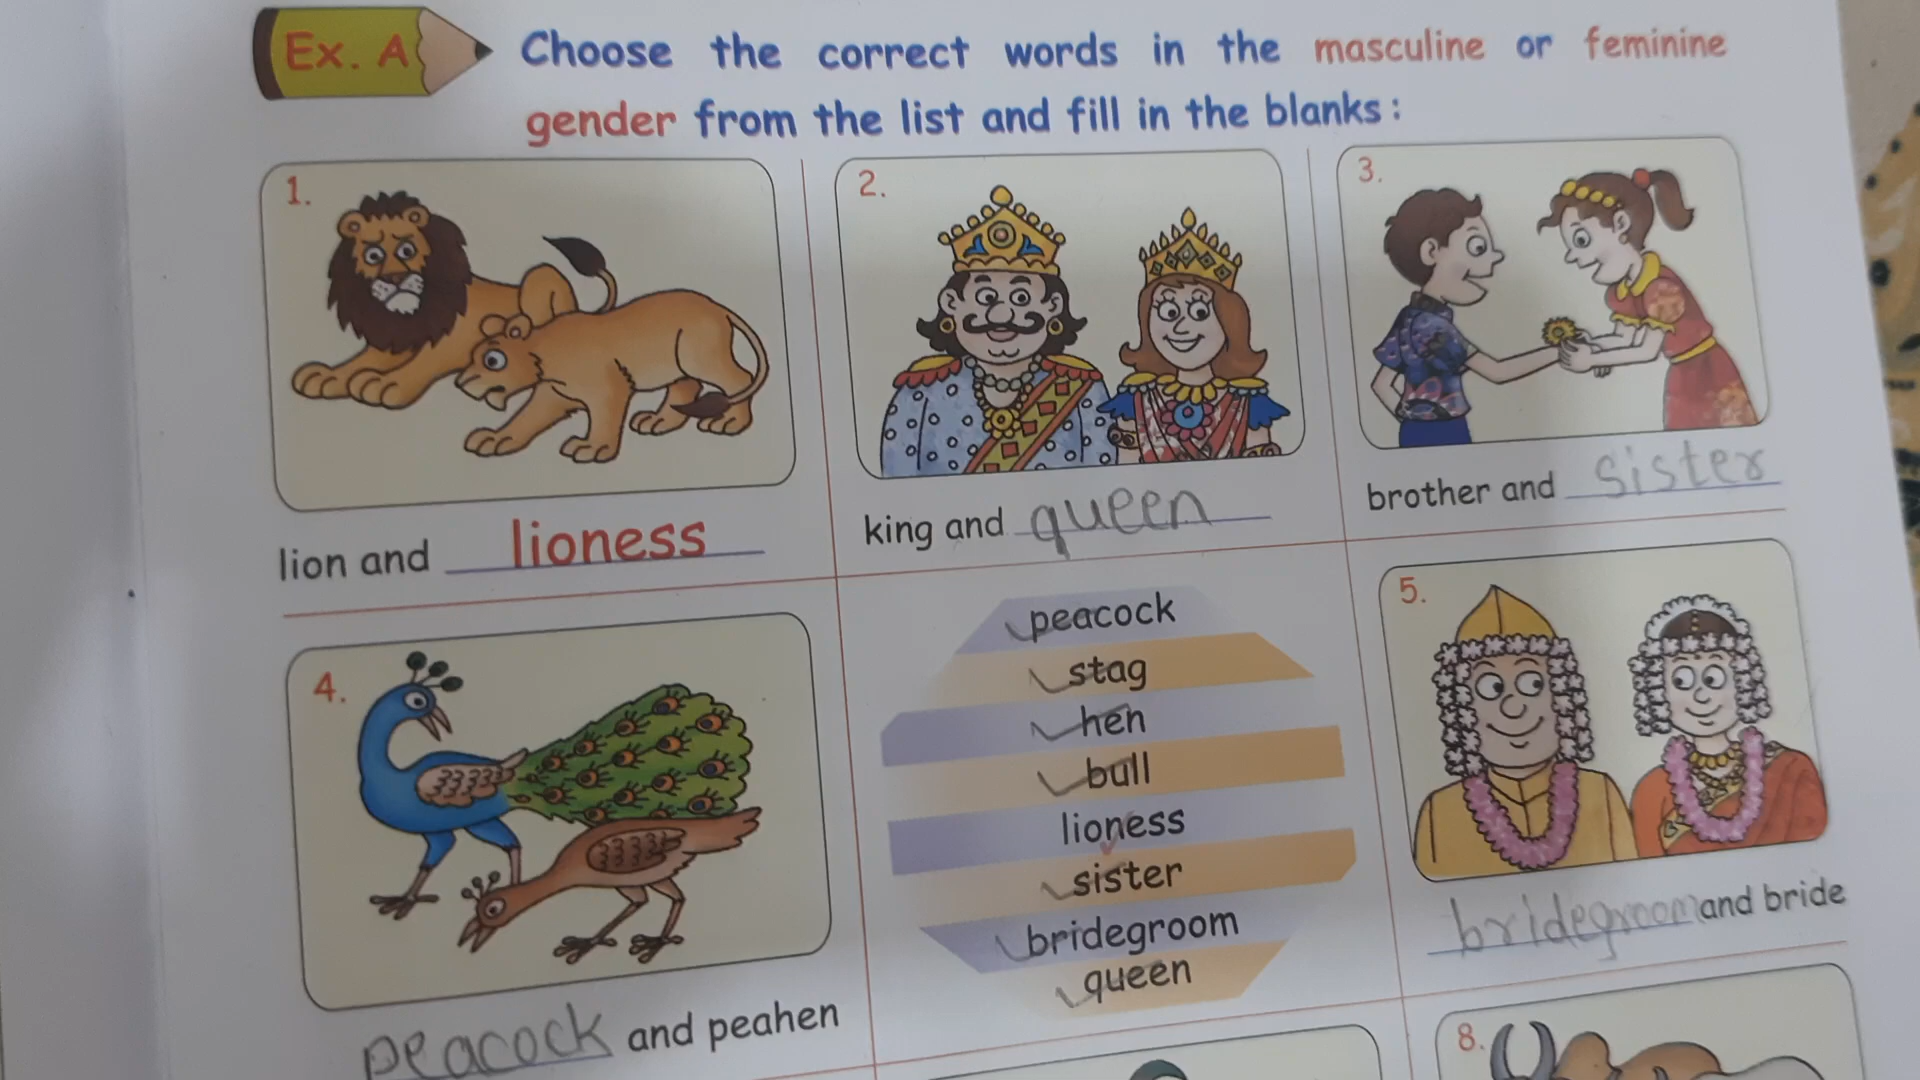 Ex. A
Choose the correct words in the masculine or feminine
gender from the list and fill in the blanks:
1.
lion and lioness
2.
king and queen
3.
brother and sister
4.
peacock and peahen
peacock
stag
hen
bull
lioness
sister
bridegroom
queen
5.
bridegroom and bride
8.